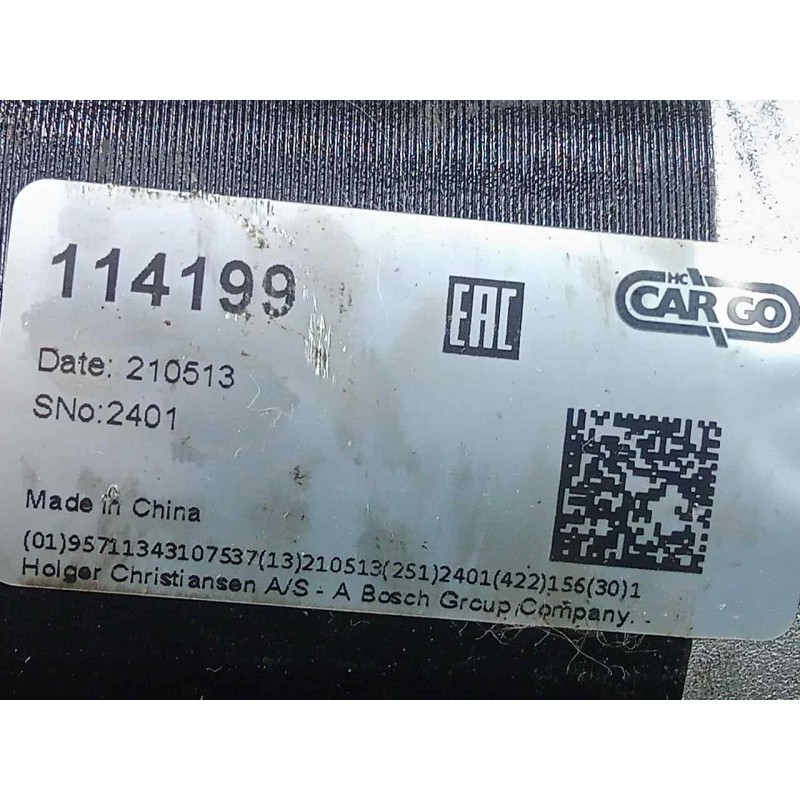 114199
EAC
HC
CARGO
Date: 210513
SNo:2401
Made in China
(01)95711343107537(13)210513(251)2401(422)156(30)1
Holger Christiansen A/S - A Bosch Group Company.